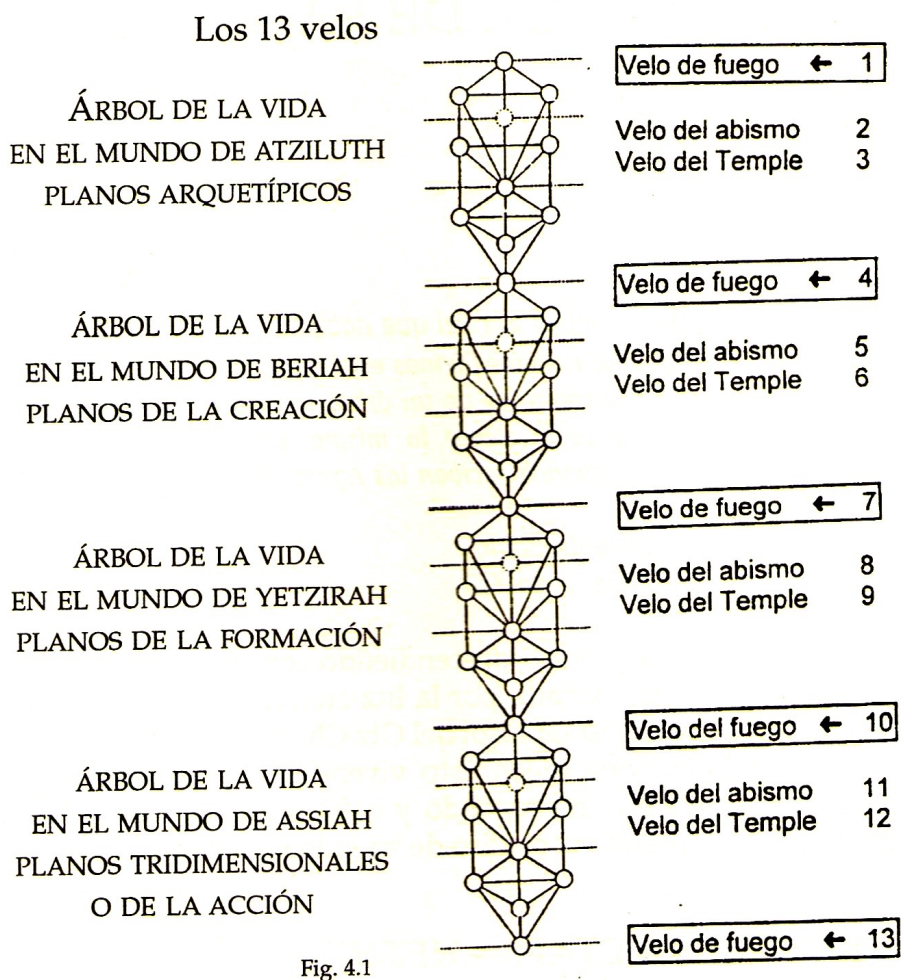 Los 13 velos
ÁRBOL DE LA VIDA
EN EL MUNDO DE ATZILUTH
PLANOS ARQUETÍPICOS
Velo de fuego ← 1
Velo del abismo 2
Velo del Temple 3
ÁRBOL DE LA VIDA
EN EL MUNDO DE BERIAH
PLANOS DE LA CREACIÓN
Velo de fuego ← 4
Velo del abismo 5
Velo del Temple 6
ÁRBOL DE LA VIDA
EN EL MUNDO DE YETZIRAH
PLANOS DE LA FORMACIÓN
Velo de fuego ← 7
Velo del abismo 8
Velo del Temple 9
ÁRBOL DE LA VIDA
EN EL MUNDO DE ASSIAH
PLANOS TRIDIMENSIONALES
O DE LA ACCIÓN
Velo del fuego ← 10
Velo del abismo 11
Velo del Temple 12
Velo de fuego ← 13
Fig. 4.1